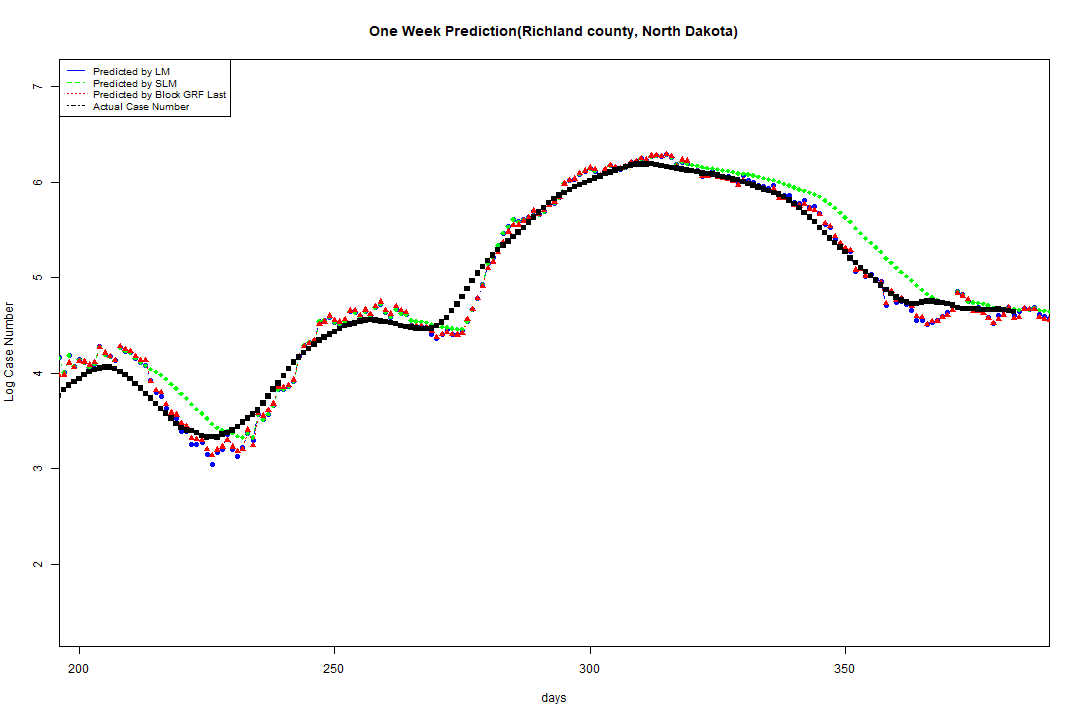 One Week Prediction(Richland county, North Dakota)
Predicted by LM
Predicted by SLM
Predicted by Block GRF Last
Actual Case Number
7
6
5
4
3
2
Log Case Number
200 250 300 350
days